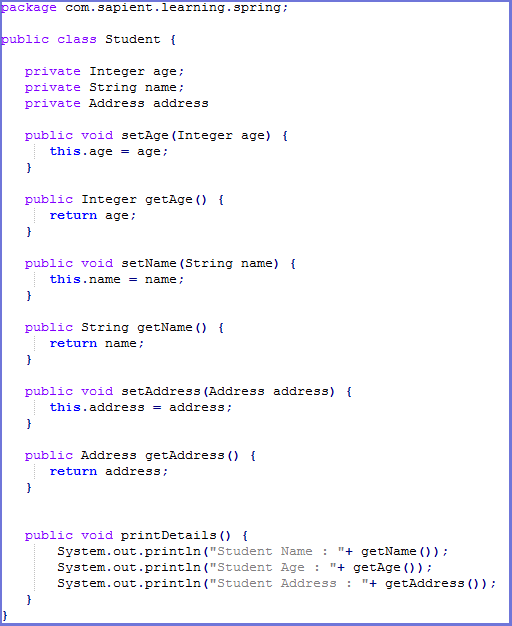 package com.sapient.learning.spring;
public class Student {
private Integer age;
private String name;
private Address address
public void setAge(Integer age) {
this.age = age;
}
public Integer getAge() {
return age;
}
public void setName(String name) {
this.name = name;
}
public String getName() {
return name;
}
public void setAddress(Address address) {
this.address = address;
}
public Address getAddress() {
return address;
}
public void printDetails() {
System.out.println("Student Name : "+ getName());
System.out.println("Student Age : "+ getAge());
System.out.println("Student Address : "+ getAddress());
}
}